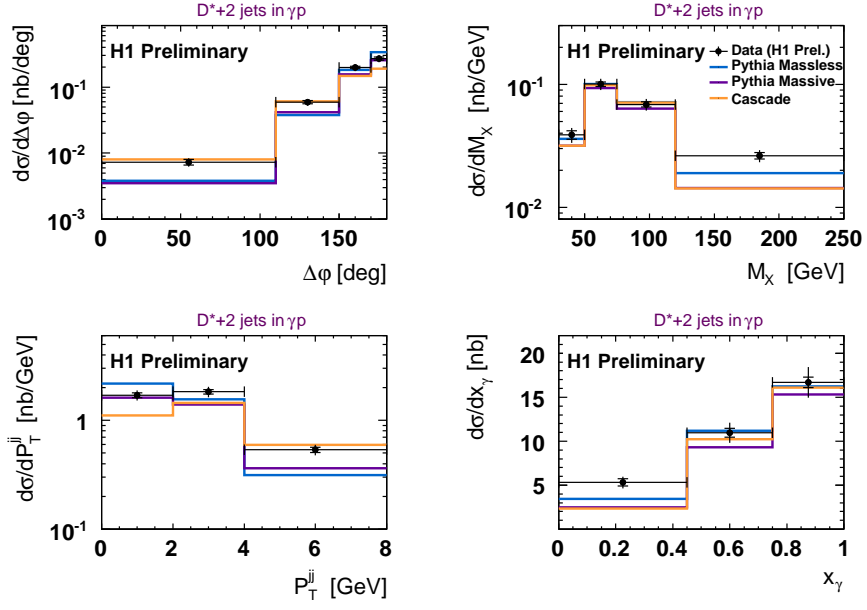 D*+2 jets in γp
H1 Preliminary
dσ/dΔφ [nb/deg]
10⁻¹
10⁻²
10⁻³
0
50
100
150
Δφ [deg]
D*+2 jets in γp
H1 Preliminary
Data (H1 Prel.)
Pythia Massless
Pythia Massive
Cascade
dσ/dM_X [nb/GeV]
10⁻¹
10⁻²
50
100
150
200
250
M_X [GeV]
D*+2 jets in γp
H1 Preliminary
dσ/dP_T^jj [nb/GeV]
1
10⁻¹
0
2
4
6
8
P_T^jj [GeV]
D*+2 jets in γp
H1 Preliminary
dσ/dx_γ [nb]
20
15
10
5
0
0.2
0.4
0.6
0.8
1
x_γ